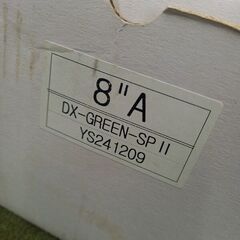 8"A
DX-GREEN-SP II
YS241209